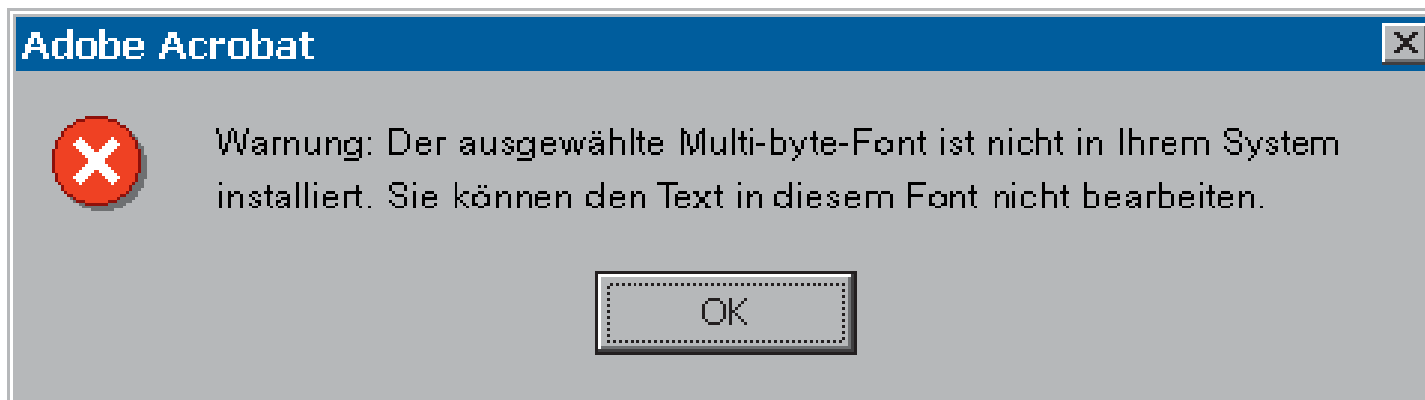 Adobe Acrobat
Warnung: Der ausgewählte Multi-byte-Font ist nicht in Ihrem System
installiert. Sie können den Text in diesem Font nicht bearbeiten.
OK